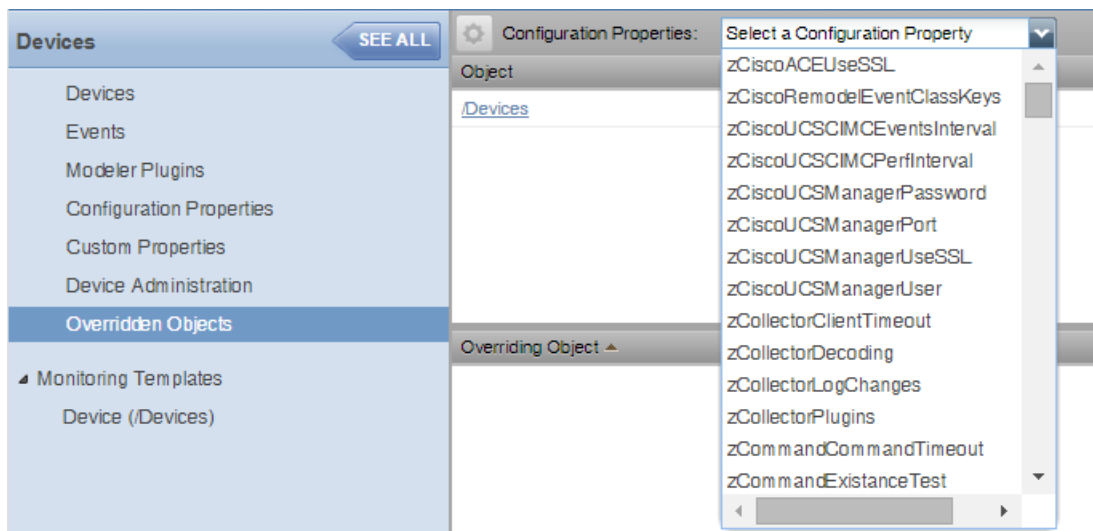 Devices
SEE ALL
Devices
Events
Modeler Plugins
Configuration Properties
Custom Properties
Device Administration
Overridden Objects
Monitoring Templates
Device (/Devices)
Configuration Properties:
Select a Configuration Property
Object
/Devices
Overriding Object
zCiscoACEUseSSL
zCiscoRemodelEventClassKeys
zCiscoUCSCIMCEventsInterval
zCiscoUCSCIMCPerfInterval
zCiscoUCSManagerPassword
zCiscoUCSManagerPort
zCiscoUCSManagerUseSSL
zCiscoUCSManagerUser
zCollectorClientTimeout
zCollectorDecoding
zCollectorLogChanges
zCollectorPlugins
zCommandCommandTimeout
zCommandExistanceTest